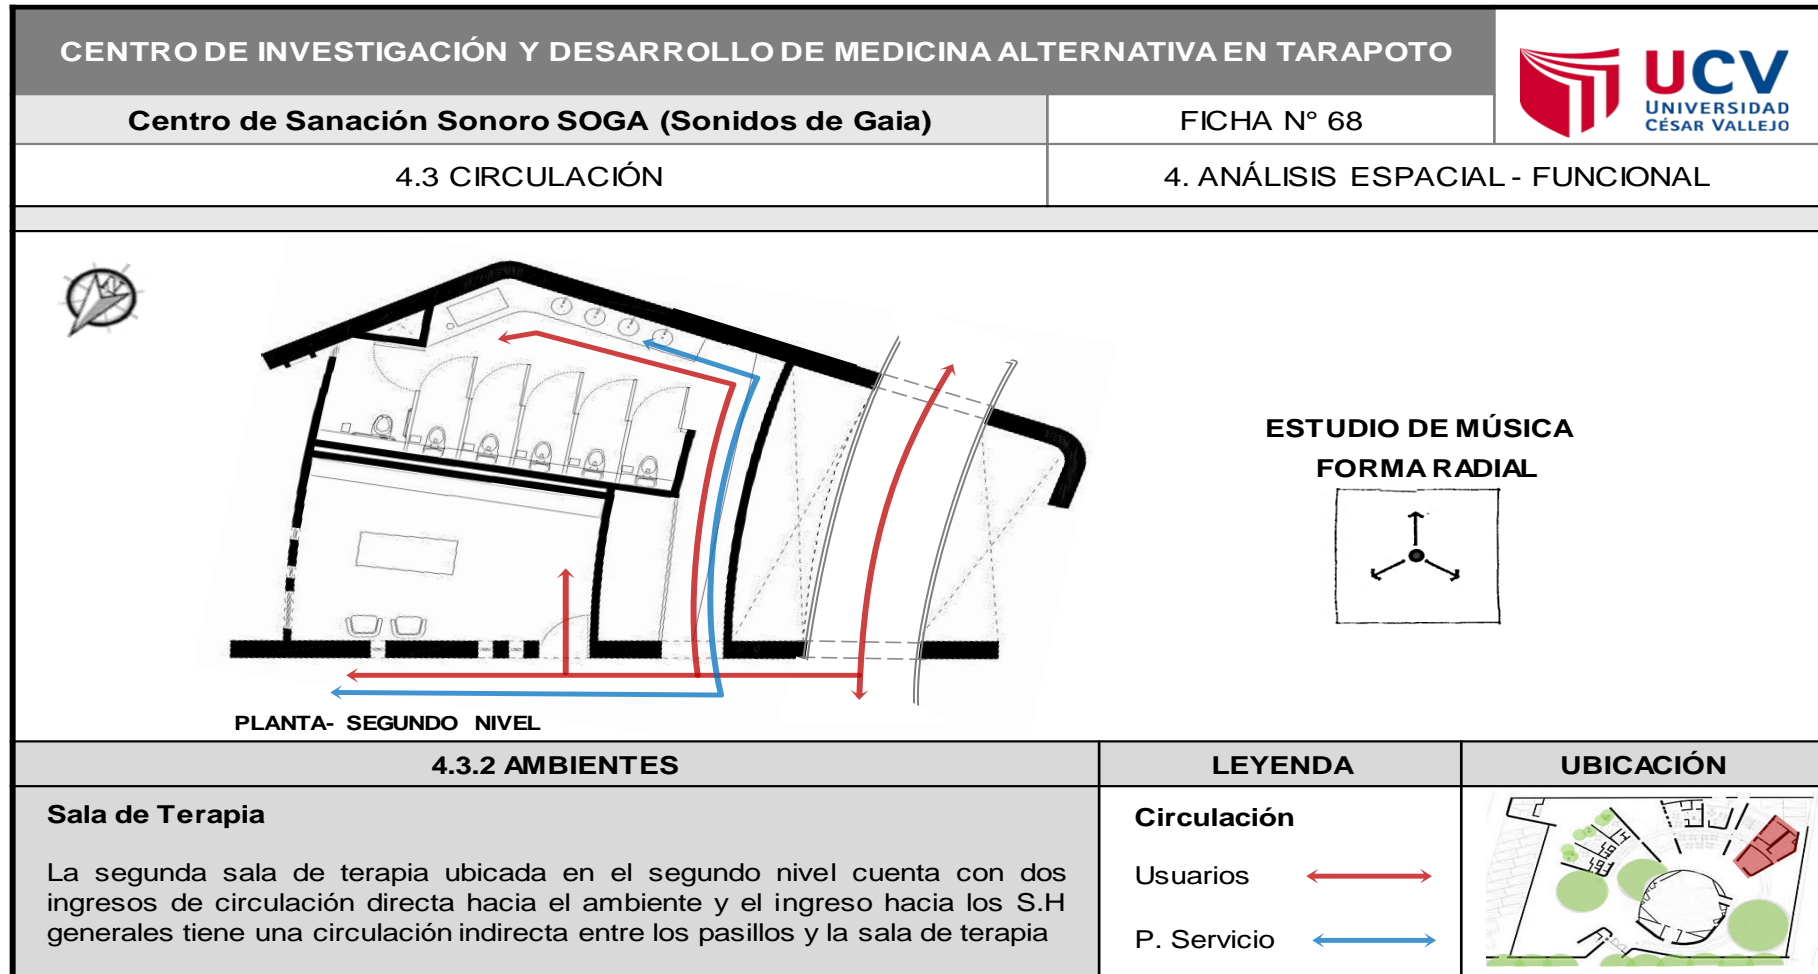 CENTRO DE INVESTIGACIÓN Y DESARROLLO DE MEDICINA ALTERNATIVA EN TARAPOTO
UCV
UNIVERSIDAD
CÉSAR VALLEJO
Centro de Sanación Sonoro SOGA (Sonidos de Gaia)
FICHA N° 68
4.3 CIRCULACIÓN
4. ANÁLISIS ESPACIAL - FUNCIONAL
ESTUDIO DE MÚSICA
FORMA RADIAL
PLANTA- SEGUNDO NIVEL
4.3.2 AMBIENTES
LEYENDA
UBICACIÓN
Sala de Terapia
La segunda sala de terapia ubicada en el segundo nivel cuenta con dos
ingresos de circulación directa hacia el ambiente y el ingreso hacia los S.H
generales tiene una circulación indirecta entre los pasillos y la sala de terapia
Circulación
Usuarios
P. Servicio